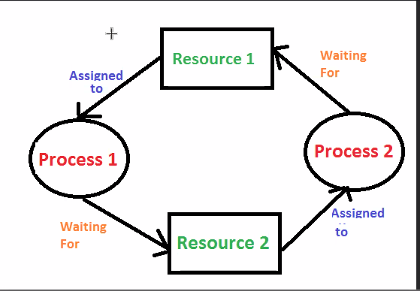 Resource 1
Assigned
to
Waiting
For
Process 1
Process 2
Waiting
For
Resource 2
Assigned
to